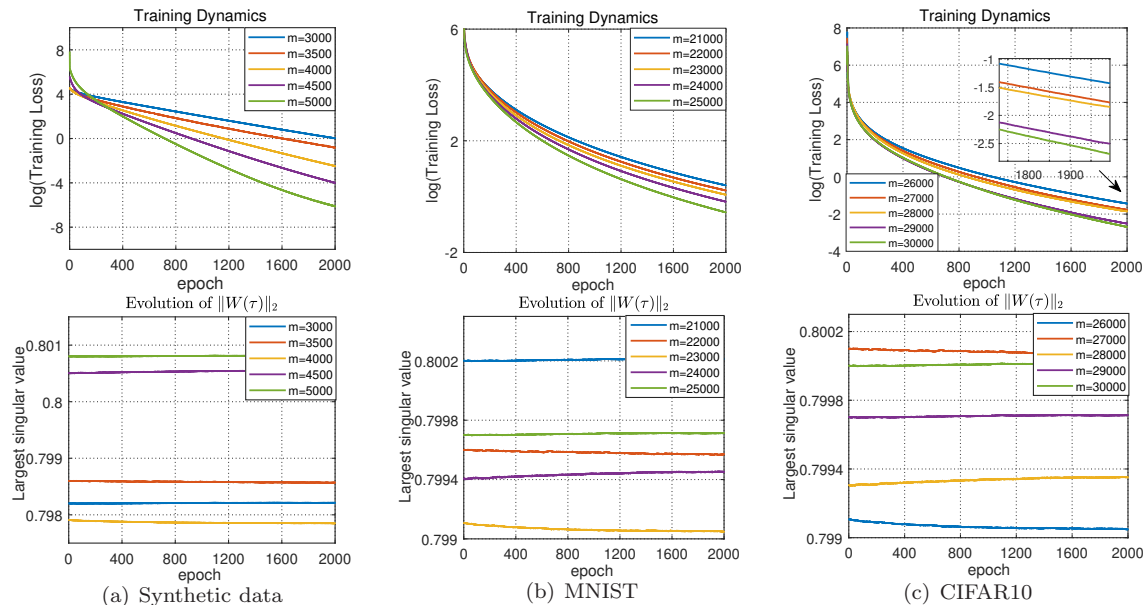 Training Dynamics
log(Training Loss)
8
4
0
-4
-8
m=3000
m=3500
m=4000
m=4500
m=5000
0 400 800 1200 1600 2000
epoch
Training Dynamics
log(Training Loss)
6
2
-2
m=21000
m=22000
m=23000
m=24000
m=25000
0 400 800 1200 1600 2000
epoch
Training Dynamics
log(Training Loss)
8
6
4
2
0
-2
-4
-1
-1.5
-2
-2.5
1800 1900
m=26000
m=27000
m=28000
m=29000
m=30000
0 400 800 1200 1600 2000
epoch
Evolution of ‖W(τ)‖₂
Largest singular value
0.801
0.8
0.799
0.798
m=3000
m=3500
m=4000
m=4500
m=5000
0 400 800 1200 1600 2000
epoch
(a) Synthetic data
Evolution of ‖W(τ)‖₂
Largest singular value
0.8002
0.7998
0.7994
0.799
m=21000
m=22000
m=23000
m=24000
m=25000
0 400 800 1200 1600 2000
epoch
(b) MNIST
Evolution of ‖W(τ)‖₂
Largest singular value
0.8002
0.7998
0.7994
0.799
m=26000
m=27000
m=28000
m=29000
m=30000
0 400 800 1200 1600 2000
epoch
(c) CIFAR10